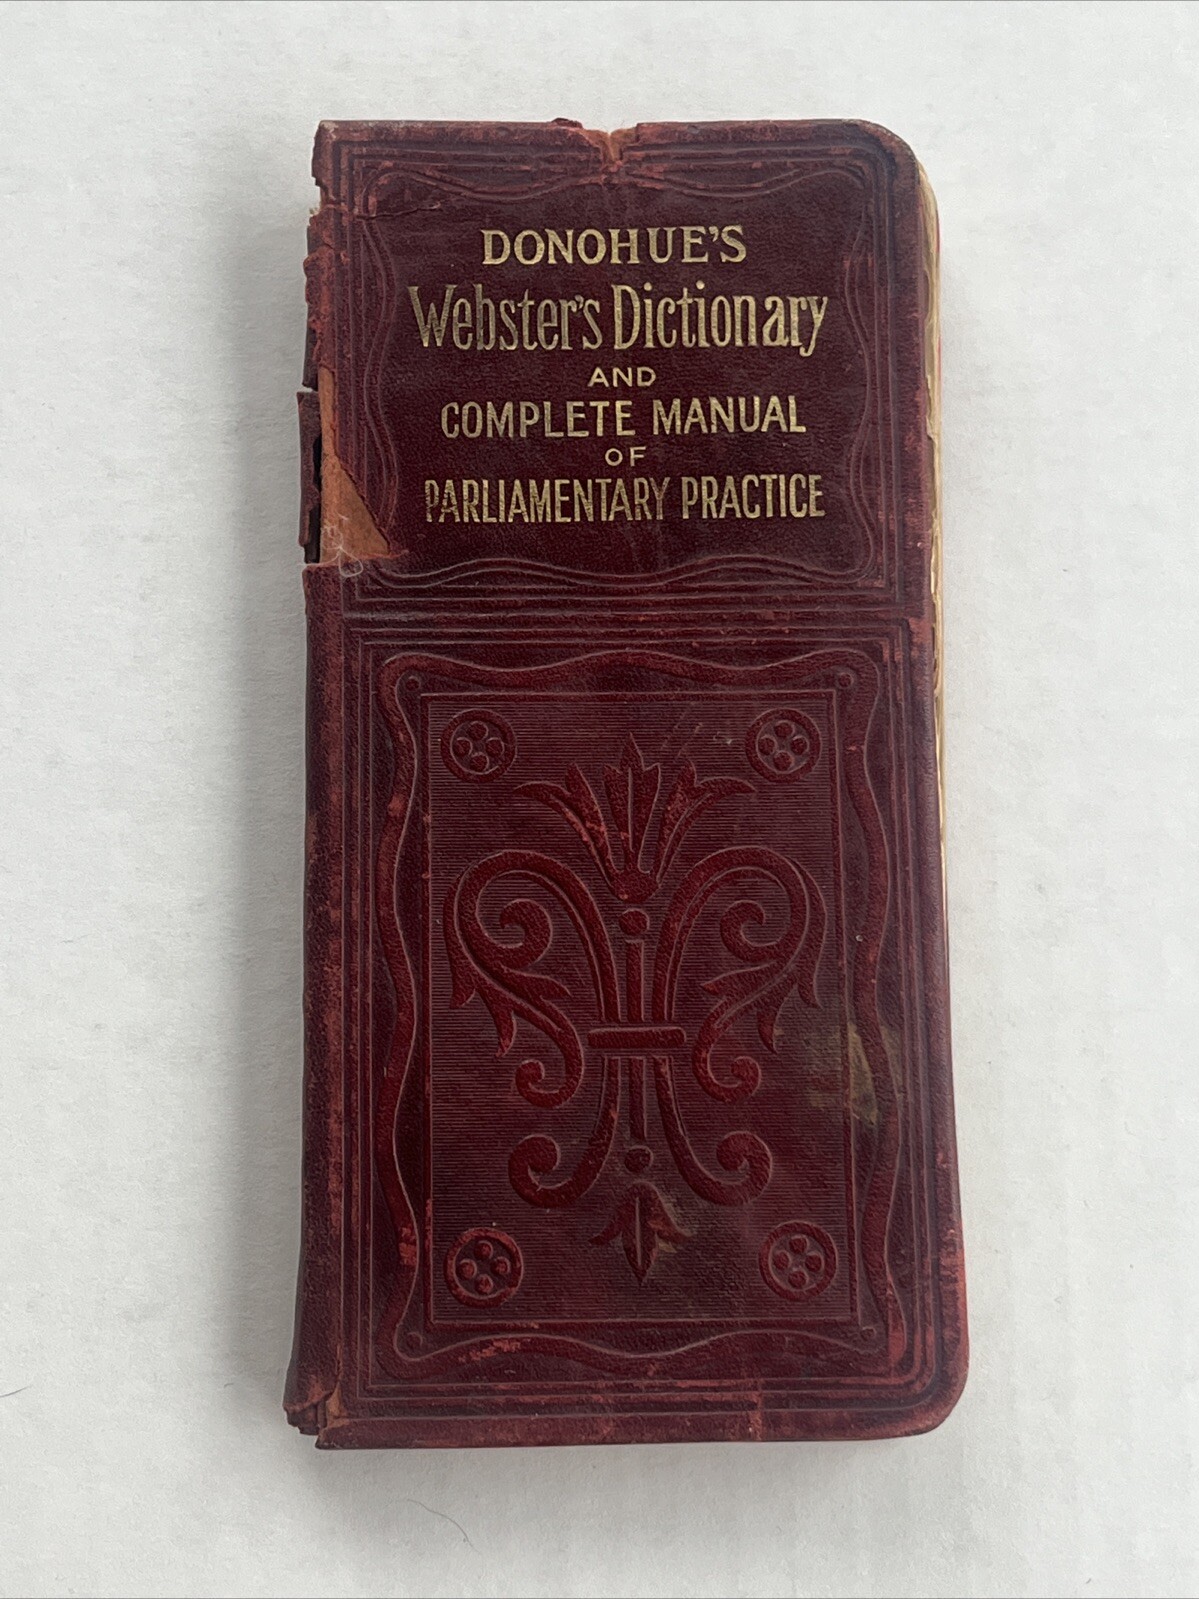 DONOHUE'S
Webster's Dictionary
AND
COMPLETE MANUAL
OF
PARLIAMENTARY PRACTICE